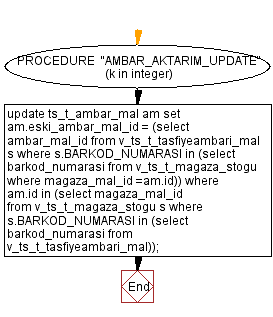 PROCEDURE "AMBAR_AKTARIM_UPDATE"
(k in integer)
update ts_t_ambar_mal am set
am.eski_ambar_mal_id = (select
ambar_mal_id from v_ts_t_tasfiyeambari_mal
s where s.BARKOD_NUMARASI in (select
barkod_numarasi from v_ts_t_magaza_stogu
where magaza_mal_id =am.id)) where
am.id in (select magaza_mal_id
from v_ts_t_magaza_stogu s where
s.BARKOD_NUMARASI in (select
barkod_numarasi from
v_ts_t_tasfiyeambari_mal));
End